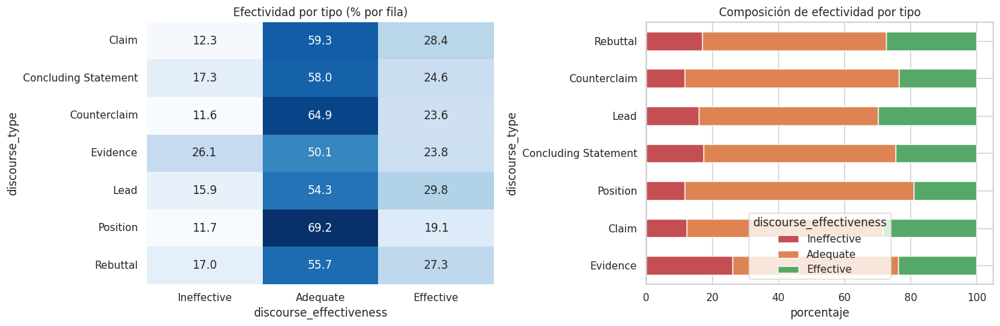 Efectividad por tipo (% por fila)
discourse_type
Claim 12.3 59.3 28.4
Concluding Statement 17.3 58.0 24.6
Counterclaim 11.6 64.9 23.6
Evidence 26.1 50.1 23.8
Lead 15.9 54.3 29.8
Position 11.7 69.2 19.1
Rebuttal 17.0 55.7 27.3
Ineffective Adequate Effective
discourse_effectiveness
Composición de efectividad por tipo
discourse_type
Rebuttal
Counterclaim
Lead
Concluding Statement
Position
Claim
Evidence
discourse_effectiveness
Ineffective
Adequate
Effective
0 20 40 60 80 100
porcentaje